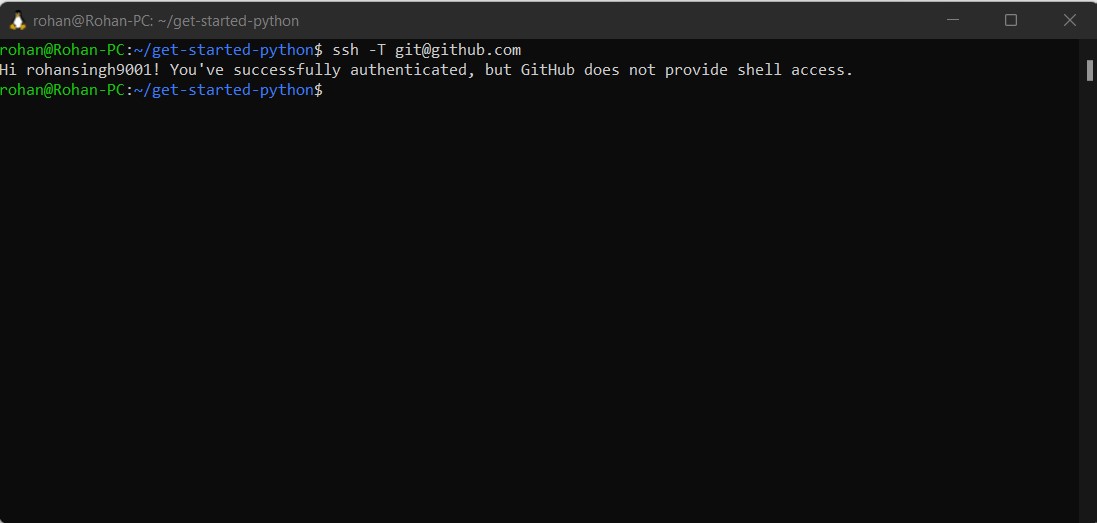 rohan@Rohan-PC: ~/get-started-python
rohan@Rohan-PC:~/get-started-python$ ssh -T git@github.com
Hi rohansingh9001! You've successfully authenticated, but GitHub does not provide shell access.
rohan@Rohan-PC:~/get-started-python$